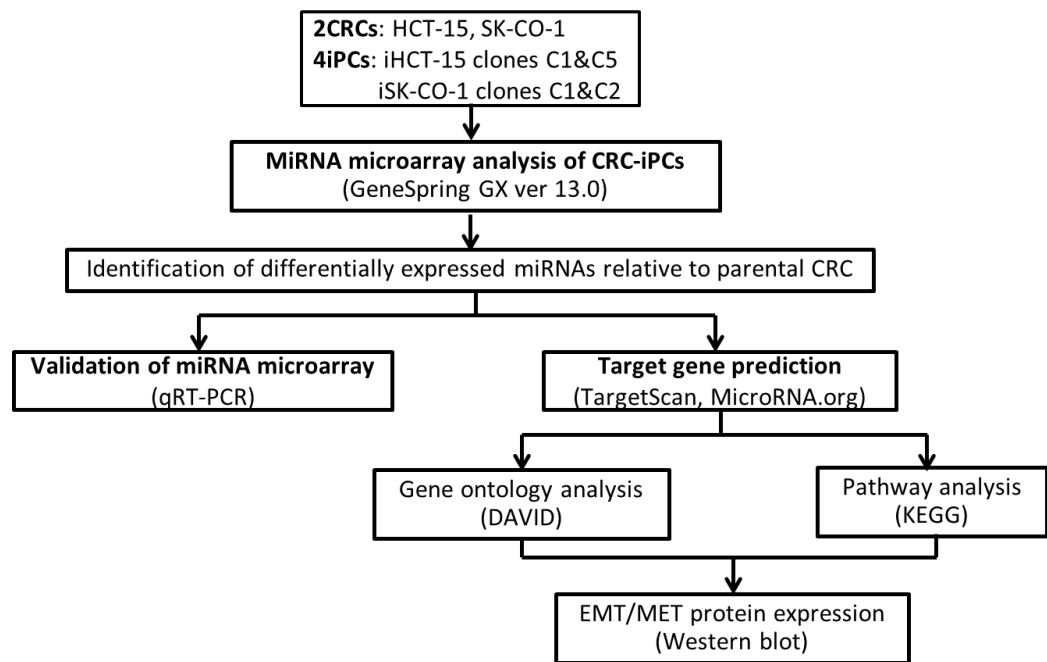 2CRCs: HCT-15, SK-CO-1
4iPCs: iHCT-15 clones C1&C5
iSK-CO-1 clones C1&C2
MiRNA microarray analysis of CRC-iPCs
(GeneSpring GX ver 13.0)
Identification of differentially expressed miRNAs relative to parental CRC
Validation of miRNA microarray
(qRT-PCR)
Target gene prediction
(TargetScan, MicroRNA.org)
Gene ontology analysis
(DAVID)
Pathway analysis
(KEGG)
EMT/MET protein expression
(Western blot)